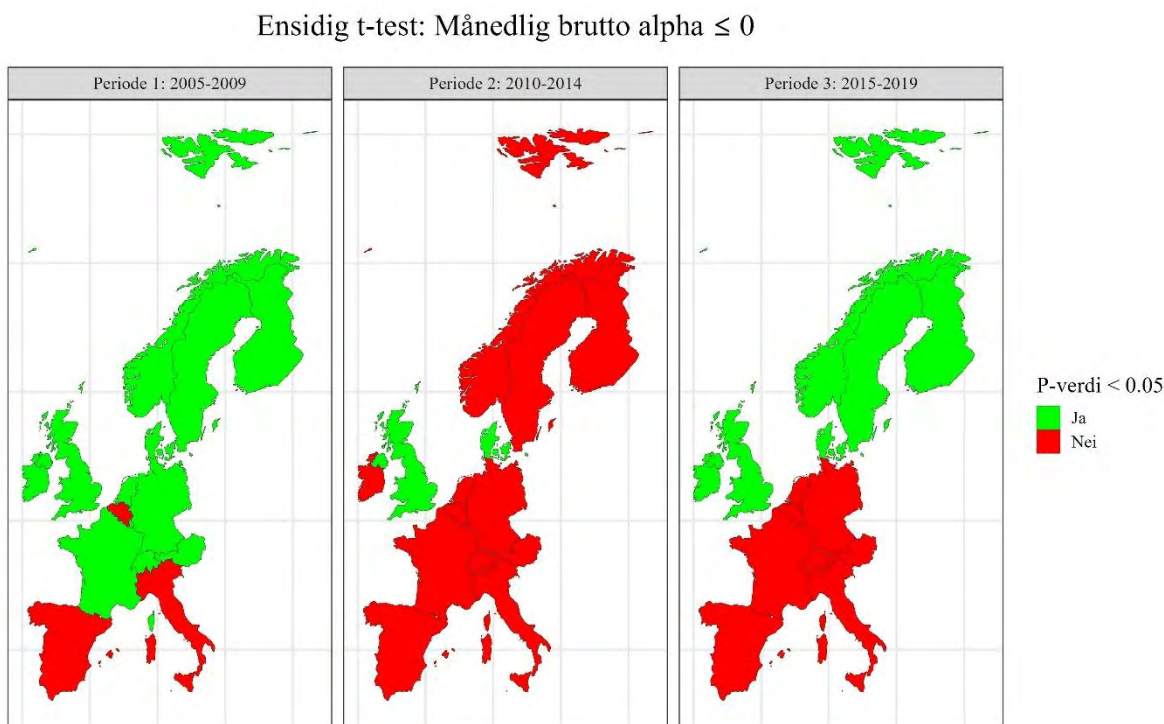 Ensidig t-test: Månedlig brutto alpha ≤ 0
Periode 1: 2005-2009
Periode 2: 2010-2014
Periode 3: 2015-2019
P-verdi < 0.05
Ja
Nei